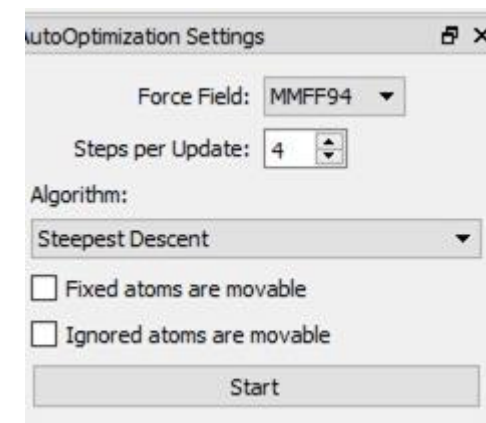 utoOptimization Settings
Force Field: MMFF94
Steps per Update: 4
Algorithm:
Steepest Descent
Fixed atoms are movable
Ignored atoms are movable
Start